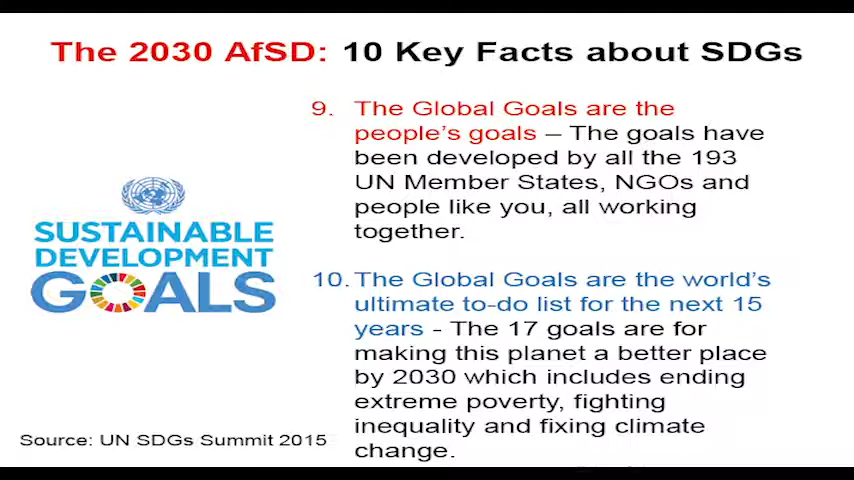 The 2030 AfSD: 10 Key Facts about SDGs
9. The Global Goals are the
people's goals – The goals have
been developed by all the 193
UN Member States, NGOs and
people like you, all working
together.
SUSTAINABLE
DEVELOPMENT
GOALS
10. The Global Goals are the world's
ultimate to-do list for the next 15
years - The 17 goals are for
making this planet a better place
by 2030 which includes ending
extreme poverty, fighting
inequality and fixing climate
change.
Source: UN SDGs Summit 2015